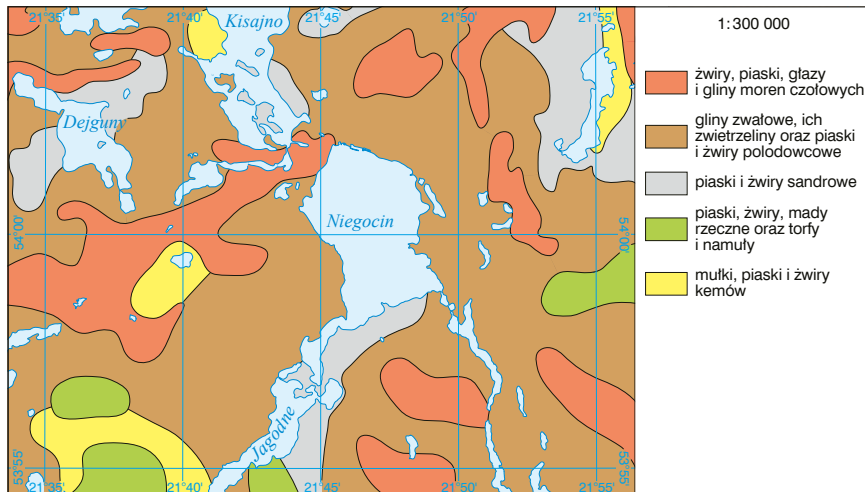 21°35'
21°40'
Kisajno
21°45'
21°50'
21°55'
Dejguny
Niegocin
54°00'
54°00'
Jagodne
53°55'
53°55'
21°35'
21°40'
21°45'
21°50'
21°55'
1:300 000
żwiry, piaski, głazy
i gliny moren czołowych
gliny zwałowe, ich
zwietrzeliny oraz piaski
i żwiry polodowcowe
piaski i żwiry sandrowe
piaski, żwiry, mady
rzeczne oraz torfy
i namuły
mułki, piaski i żwiry
kemów